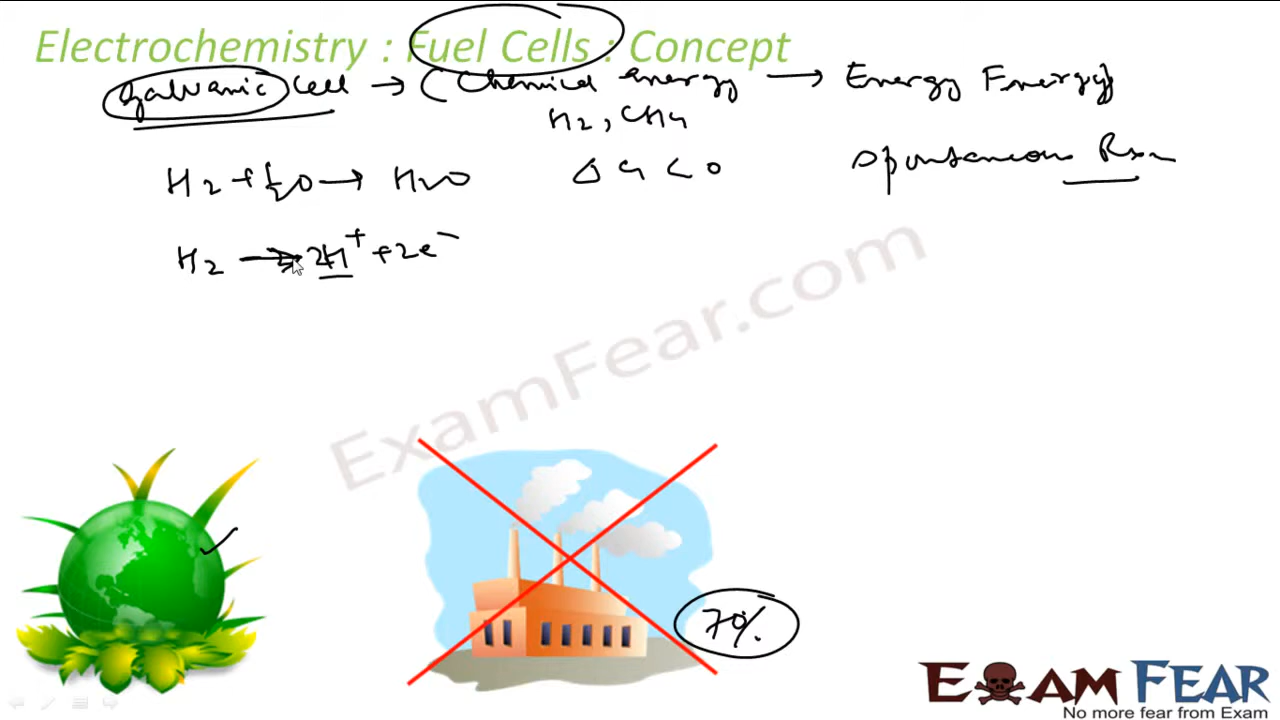 Electrochemistry : Fuel Cells : Concept
Galvanic Cell → ( Chemical energy → Energy Energy)
H2, CH4
H2 + ½O → H2O ΔG < 0 Spontaneous Rxn
H2 → 2H⁺ + 2e⁻
ExamFear.com
70%
EXAM FEAR
No more fear from Exam